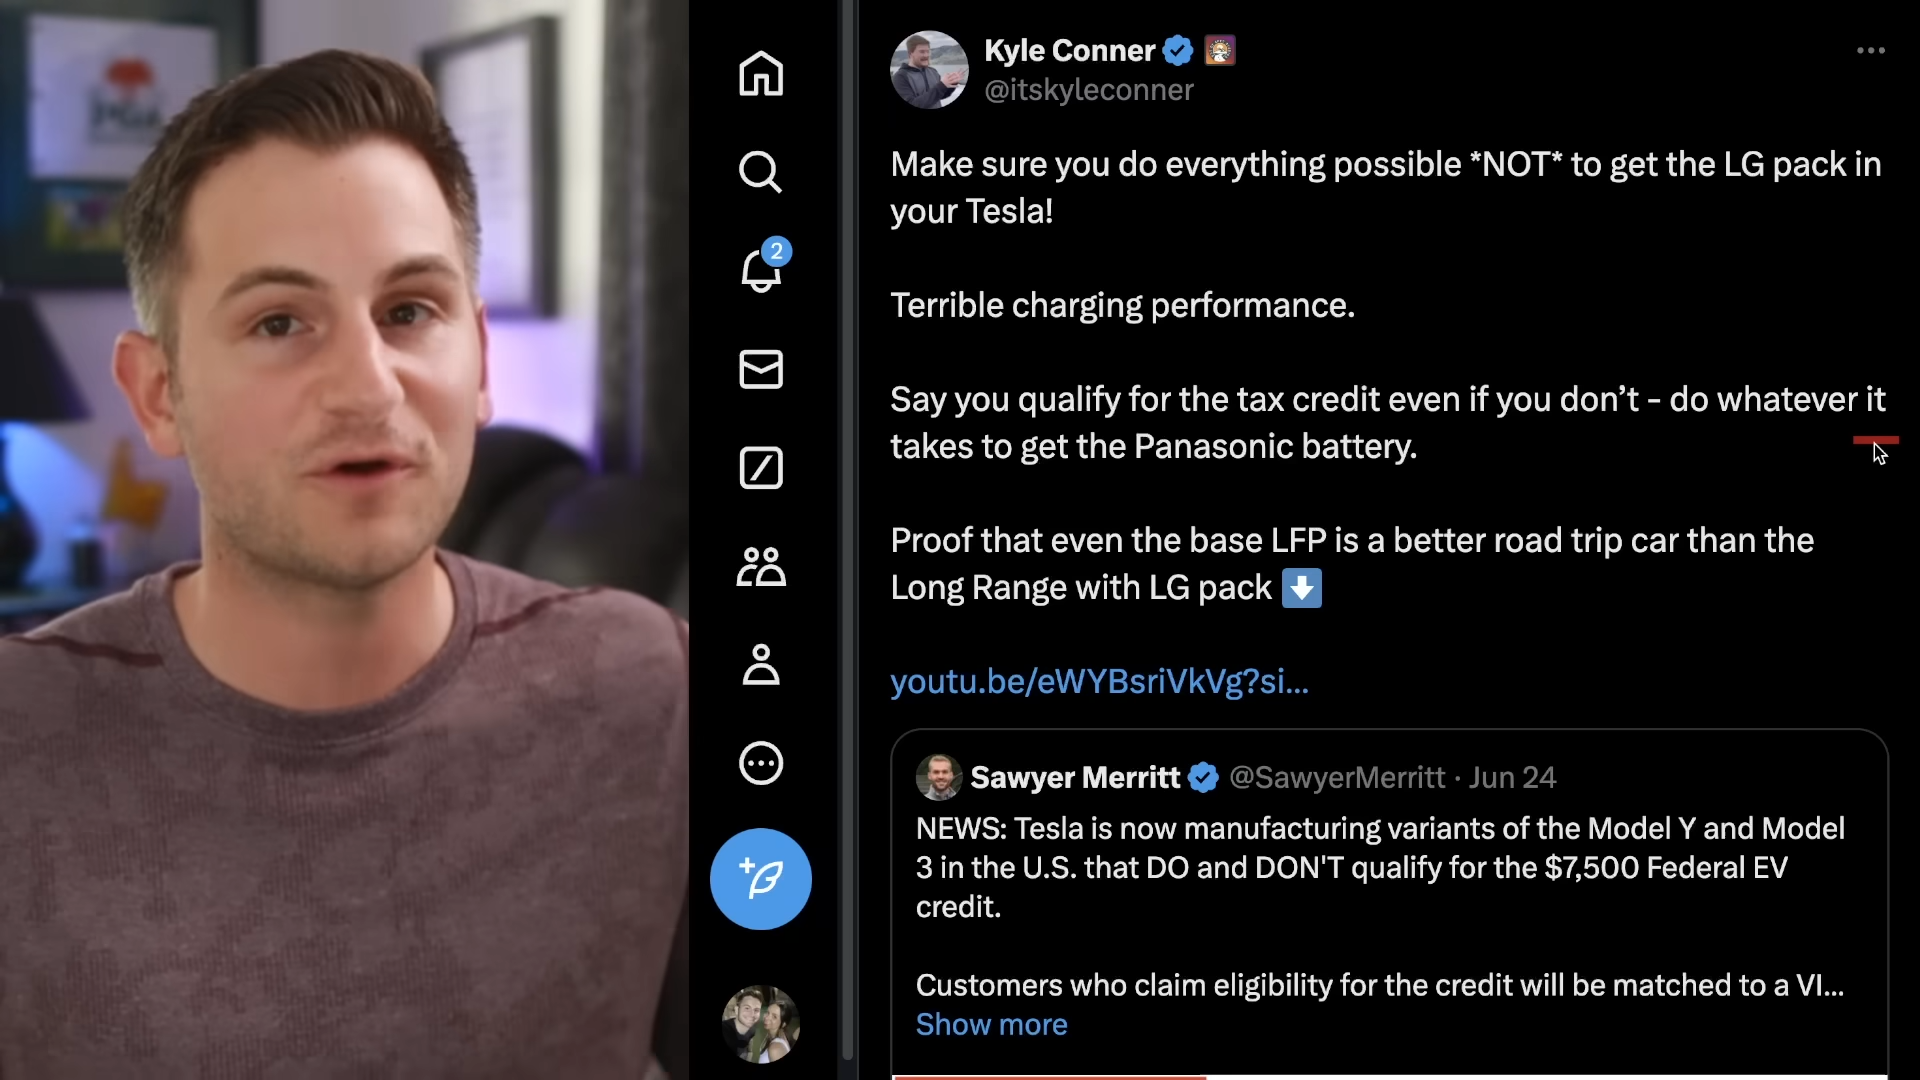 Kyle Conner
@itskyleconner
Make sure you do everything possible *NOT* to get the LG pack in
your Tesla!
Terrible charging performance.
Say you qualify for the tax credit even if you don’t – do whatever it
takes to get the Panasonic battery.
Proof that even the base LFP is a better road trip car than the
Long Range with LG pack ⬇️
youtu.be/eWYBsriVkVg?si...
2
Sawyer Merritt @SawyerMerritt · Jun 24
NEWS: Tesla is now manufacturing variants of the Model Y and Model
3 in the U.S. that DO and DON'T qualify for the $7,500 Federal EV
credit.
Customers who claim eligibility for the credit will be matched to a VI...
Show more